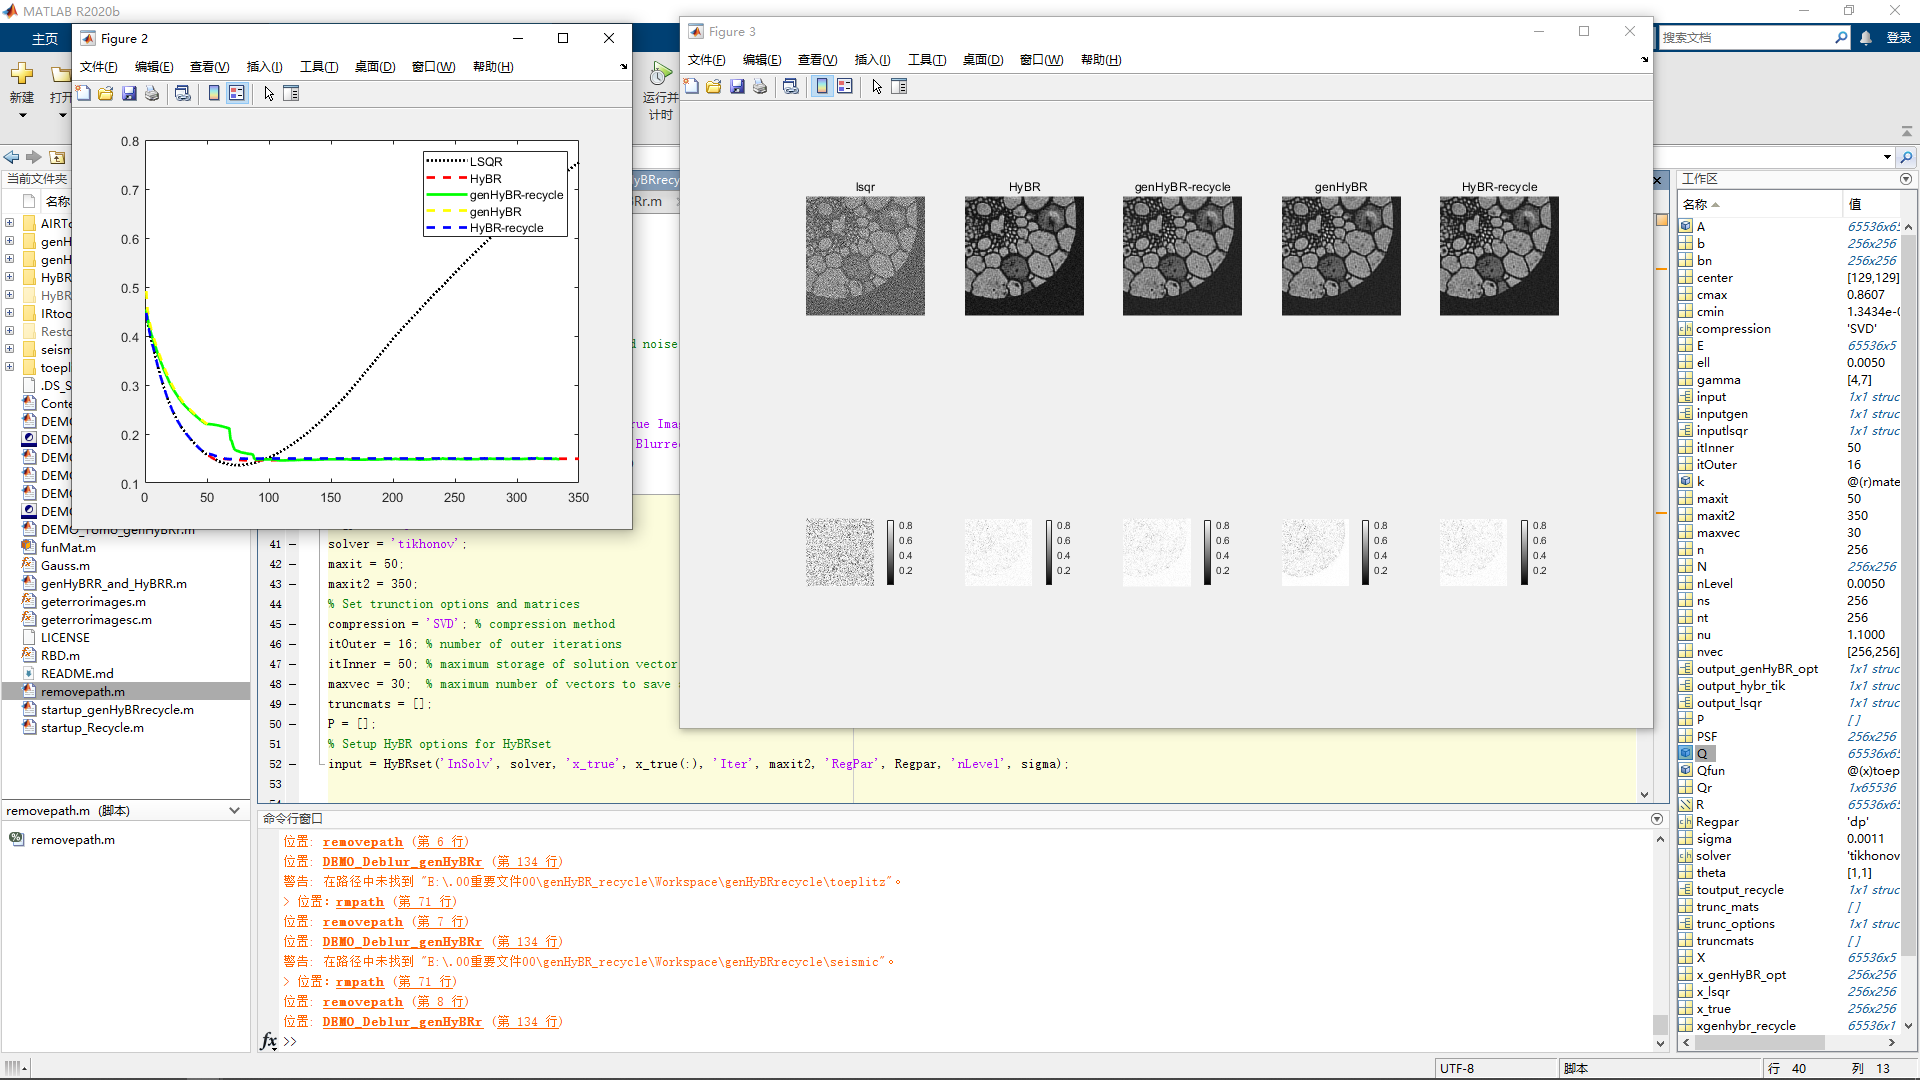 MATLAB R2020b
主页
搜索文档
登录
新建
打开
运行并
计时
Figure 2
文件(F) 编辑(E) 查看(V) 插入(I) 工具(T) 桌面(D) 窗口(W) 帮助(H)
0.8
0.7
0.6
0.5
0.4
0.3
0.2
0.1
0 50 100 150 200 250 300 350
LSQR
HyBR
genHyBR-recycle
genHyBR
HyBR-recycle
Figure 3
文件(F) 编辑(E) 查看(V) 插入(I) 工具(T) 桌面(D) 窗口(W) 帮助(H)
lsqr HyBR genHyBR-recycle genHyBR HyBR-recycle
0.8 0.8 0.8 0.8 0.8
0.6 0.6 0.6 0.6 0.6
0.4 0.4 0.4 0.4 0.4
0.2 0.2 0.2 0.2 0.2
当前文件夹
名称
AIRTo
genH
genH
HyBR
HyBR
IRtoo
Resto
seism
toepl
.DS_S
Conte
DEMO
DEMO
DEMO
DEMO
DEMO
DEMO
DEMO_Tomo_genHyBR.m
funMat.m
Gauss.m
genHyBRR_and_HyBRR.m
geterrorimages.m
geterrorimagesc.m
LICENSE
RBD.m
README.md
removepath.m
startup_genHyBRrecycle.m
startup_Recycle.m
removepath.m (脚本)
removepath.m
yBRrecy
Rr.m
d noise
rue Imag
Blurre
41 solver = 'tikhonov';
42 maxit = 50;
43 maxit2 = 350;
44 % Set trunction options and matrices
45 compression = 'SVD'; % compression method
46 itOuter = 16; % number of outer iterations
47 itInner = 50; % maximum storage of solution vector
48 maxvec = 30; % maximum number of vectors to save
49 truncmats = [];
50 P = [];
51 % Setup HyBR options for HyBRset
52 input = HyBRset('InSolv', solver, 'x_true', x_true(:), 'Iter', maxit2, 'RegPar', Regpar, 'nLevel', sigma);
53
命令行窗口
位置: removepath (第 6 行)
位置: DEMO_Deblur_genHyBRr (第 134 行)
警告: 在路径中未找到 "E:\.00重要文件00\genHyBR_recycle\Workspace\genHyBRrecycle\toeplitz"。
> 位置: rmpath (第 71 行)
位置: removepath (第 7 行)
位置: DEMO_Deblur_genHyBRr (第 134 行)
警告: 在路径中未找到 "E:\.00重要文件00\genHyBR_recycle\Workspace\genHyBRrecycle\seismic"。
> 位置: rmpath (第 71 行)
位置: removepath (第 8 行)
位置: DEMO_Deblur_genHyBRr (第 134 行)
fx >>
工作区
名称 值
A 65536x65
b 256x256
bn 256x256
center [129,129]
cmax 0.8607
cmin 1.3434e-0
compression 'SVD'
E 65536x5
ell 0.0050
gamma [4,7]
input 1x1 struc
inputgen 1x1 struc
inputlsqr 1x1 struc
itInner 50
itOuter 16
k @(r)mate
maxit 50
maxit2 350
maxvec 30
n 256
N 256x256
nLevel 0.0050
ns 256
nt 256
nu 1.1000
nvec [256,256]
output_genHyBR_opt 1x1 struc
output_hybr_tik 1x1 struc
output_lsqr 1x1 struc
P []
PSF 256x256
Q 65536x65
Qfun @(x)toep
Qr 1x65536
R 65536x65
Regpar 'dp'
sigma 0.0011
solver 'tikhonov
theta [1,1]
toutput_recycle 1x1 struc
trunc_mats []
trunc_options 1x1 struc
truncmats []
X 65536x5
x_genHyBR_opt 256x256
x_lsqr 256x256
x_true 256x256
xgenhybr_recycle 65536x1
UTF-8 脚本 行 40 列 13